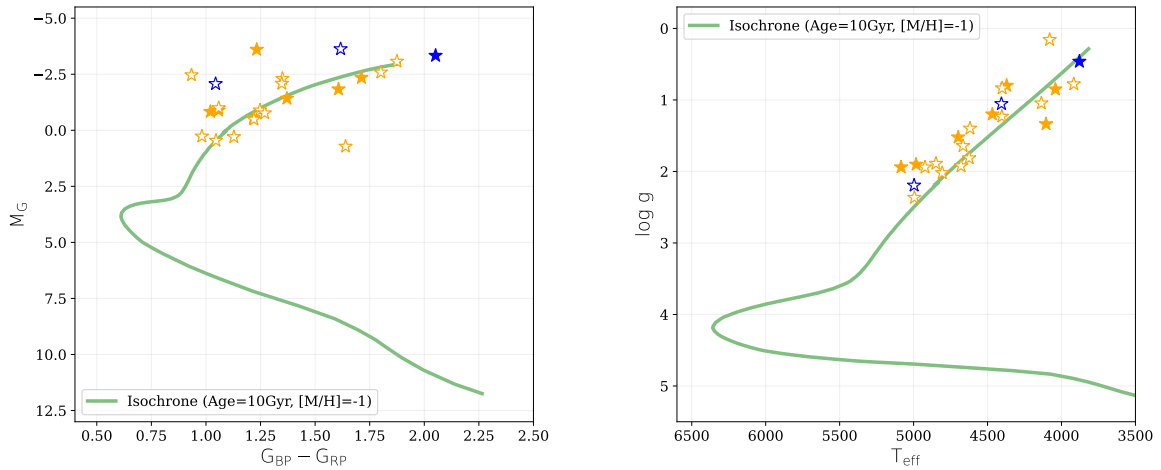 −5.0
−2.5
0.0
2.5
5.0
7.5
10.0
12.5
M_G
Isochrone (Age=10Gyr, [M/H]=-1)
0.50 0.75 1.00 1.25 1.50 1.75 2.00 2.25 2.50
G_BP − G_RP
Isochrone (Age=10Gyr, [M/H]=-1)
0
1
2
3
4
5
log g
6500 6000 5500 5000 4500 4000 3500
T_eff